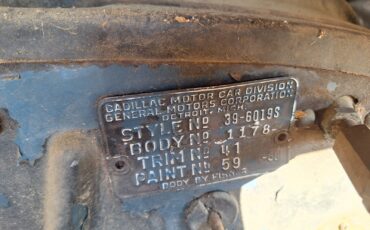 CADILLAC MOTOR CAR DIVISION
GENERAL MOTORS CORPORATION
DETROIT, MICH.
STYLE NO 39-6019S
BODY NO 1178
TRIM NO 41
PAINT NO 59
BODY BY